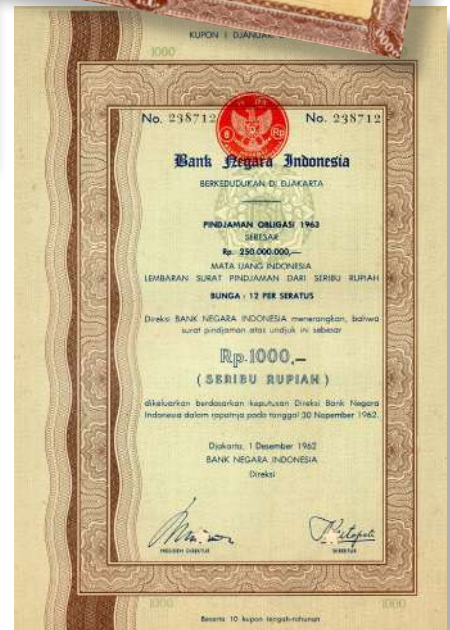 KUPON I DJANUARI
1000
No. 238712 No. 238712
6 Rp
Bank Negara Indonesia
BERKEDUDUKAN DI DJAKARTA
PINDJAMAN OBLIGASI 1963
SEBESAR
Rp. 250.000.000,—
MATA UANG INDONESIA
LEMBARAN SURAT PINDJAMAN DARI SERIBU RUPIAH
BUNGA : 12 PER SERATUS
Direksi BANK NEGARA INDONESIA menerangkan, bahwa
surat pindjaman atas undjuk ini sebesar
Rp.1000,–
( SERIBU RUPIAH )
dikeluarkan berdasarkan keputusan Direksi Bank Negara
Indonesia dalam rapatnja pada tanggal 30 Nopember 1962.
Djakarta, 1 Desember 1962
BANK NEGARA INDONESIA
Direksi
PRESIDEN DIREKTUR DIREKTUR
1000 1000
Beserta 10 kupon tengah-tahunan